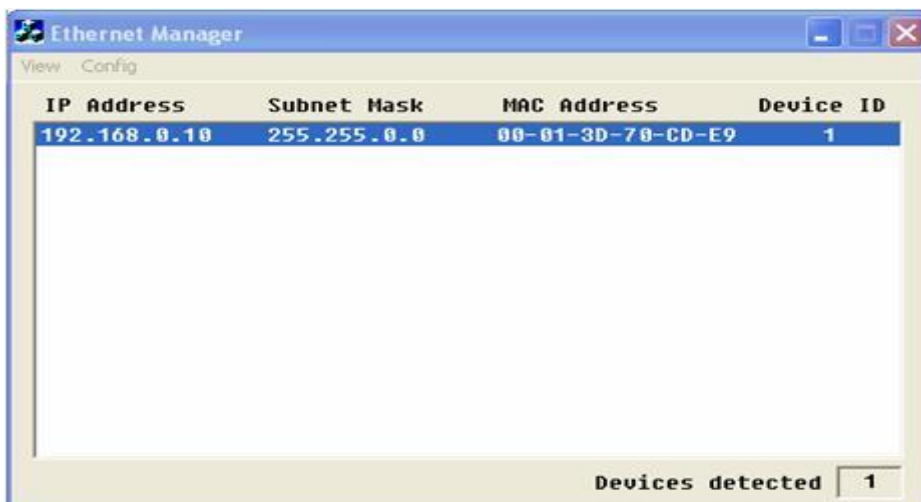 Ethernet Manager
View Config
IP Address Subnet Mask MAC Address Device ID
192.168.0.10 255.255.0.0 00-01-3D-70-CD-E9 1
Devices detected 1